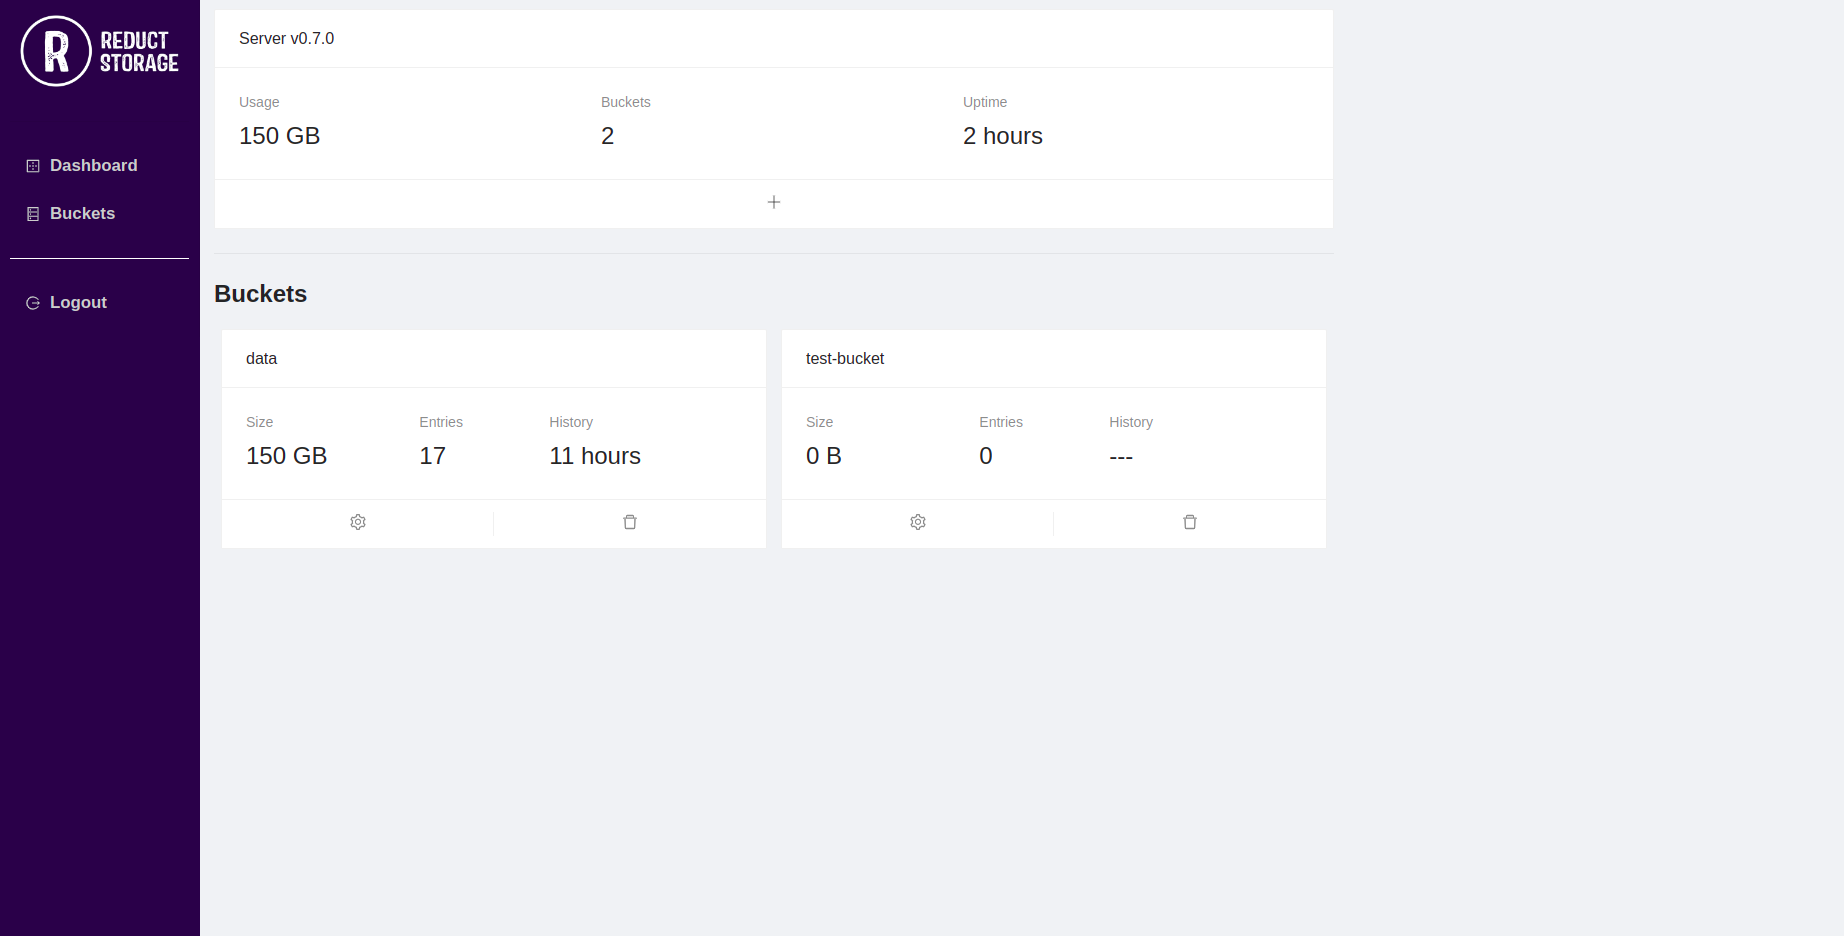 REDUCT
STORAGE
Dashboard
Buckets
Logout
Server v0.7.0
Usage Buckets Uptime
150 GB 2 2 hours
Buckets
data
Size Entries History
150 GB 17 11 hours
test-bucket
Size Entries History
0 B 0 ---